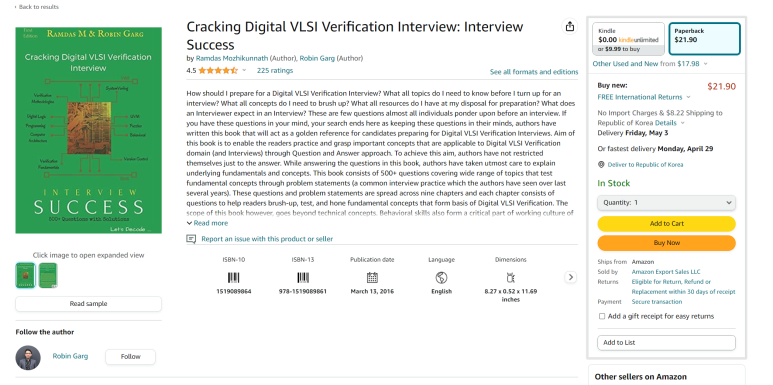 ‹ Back to results
First
Edition
RAMDAS M & ROBIN GARG
Cracking Digital VLSI Verification
Interview
INTERVIEW
SUCCESS
500+ Questions with Solutions
Let's Decode ...
Click image to open expanded view
Read sample
Follow the author
Robin Garg
Follow
Cracking Digital VLSI Verification Interview: Interview
Success
by Ramdas Mozhikunnath (Author), Robin Garg (Author)
4.5
225 ratings
See all formats and editions
How should I prepare for a Digital VLSI Verification Interview? What all topics do I need to know before I turn up for an
interview? What all concepts do I need to brush up? What all resources do I have at my disposal for preparation? What does
an Interviewer expect in an Interview? These are few questions almost all individuals ponder upon before an interview. If
you have these questions in your mind, your search ends here as keeping these questions in their minds, authors have
written this book that will act as a golden reference for candidates preparing for Digital VLSI Verification Interviews. Aim of
this book is to enable the readers practice and grasp important concepts that are applicable to Digital VLSI Verification
domain (and Interviews) through Question and Answer approach. To achieve this aim, authors have not restricted
themselves just to the answer. While answering the questions in this book, authors have taken utmost care to explain
underlying fundamentals and concepts. This book consists of 500+ questions covering wide range of topics that test
fundamental concepts through problem statements (a common interview practice which the authors have seen over last
several years). These questions and problem statements are spread across nine chapters and each chapter consists of
questions to help readers brush-up, test, and hone fundamental concepts that form basis of Digital VLSI Verification. The
scope of this book however, goes beyond technical concepts. Behavioral skills also form a critical part of working culture of
Read more
Report an issue with this product or seller
ISBN-10
1519089864
ISBN-13
978-1519089861
Publication date
March 13, 2016
Language
English
Dimensions
8.27 x 0.52 x 11.69
inches
Kindle
$0.00 kindleunlimited
or $9.99 to buy
Paperback
$21.90
Other Used and New from $17.98
Buy new:
$21.90
FREE International Returns
No Import Charges & $8.22 Shipping to
Republic of Korea Details
Delivery Friday, May 3
Or fastest delivery Monday, April 29
Deliver to Republic of Korea
In Stock
Quantity: 1
Add to Cart
Buy Now
Ships from Amazon
Sold by Amazon Export Sales LLC
Returns Eligible for Return, Refund or
Replacement within 30 days of receipt
Payment Secure transaction
Add a gift receipt for easy returns
Add to List
Other sellers on Amazon